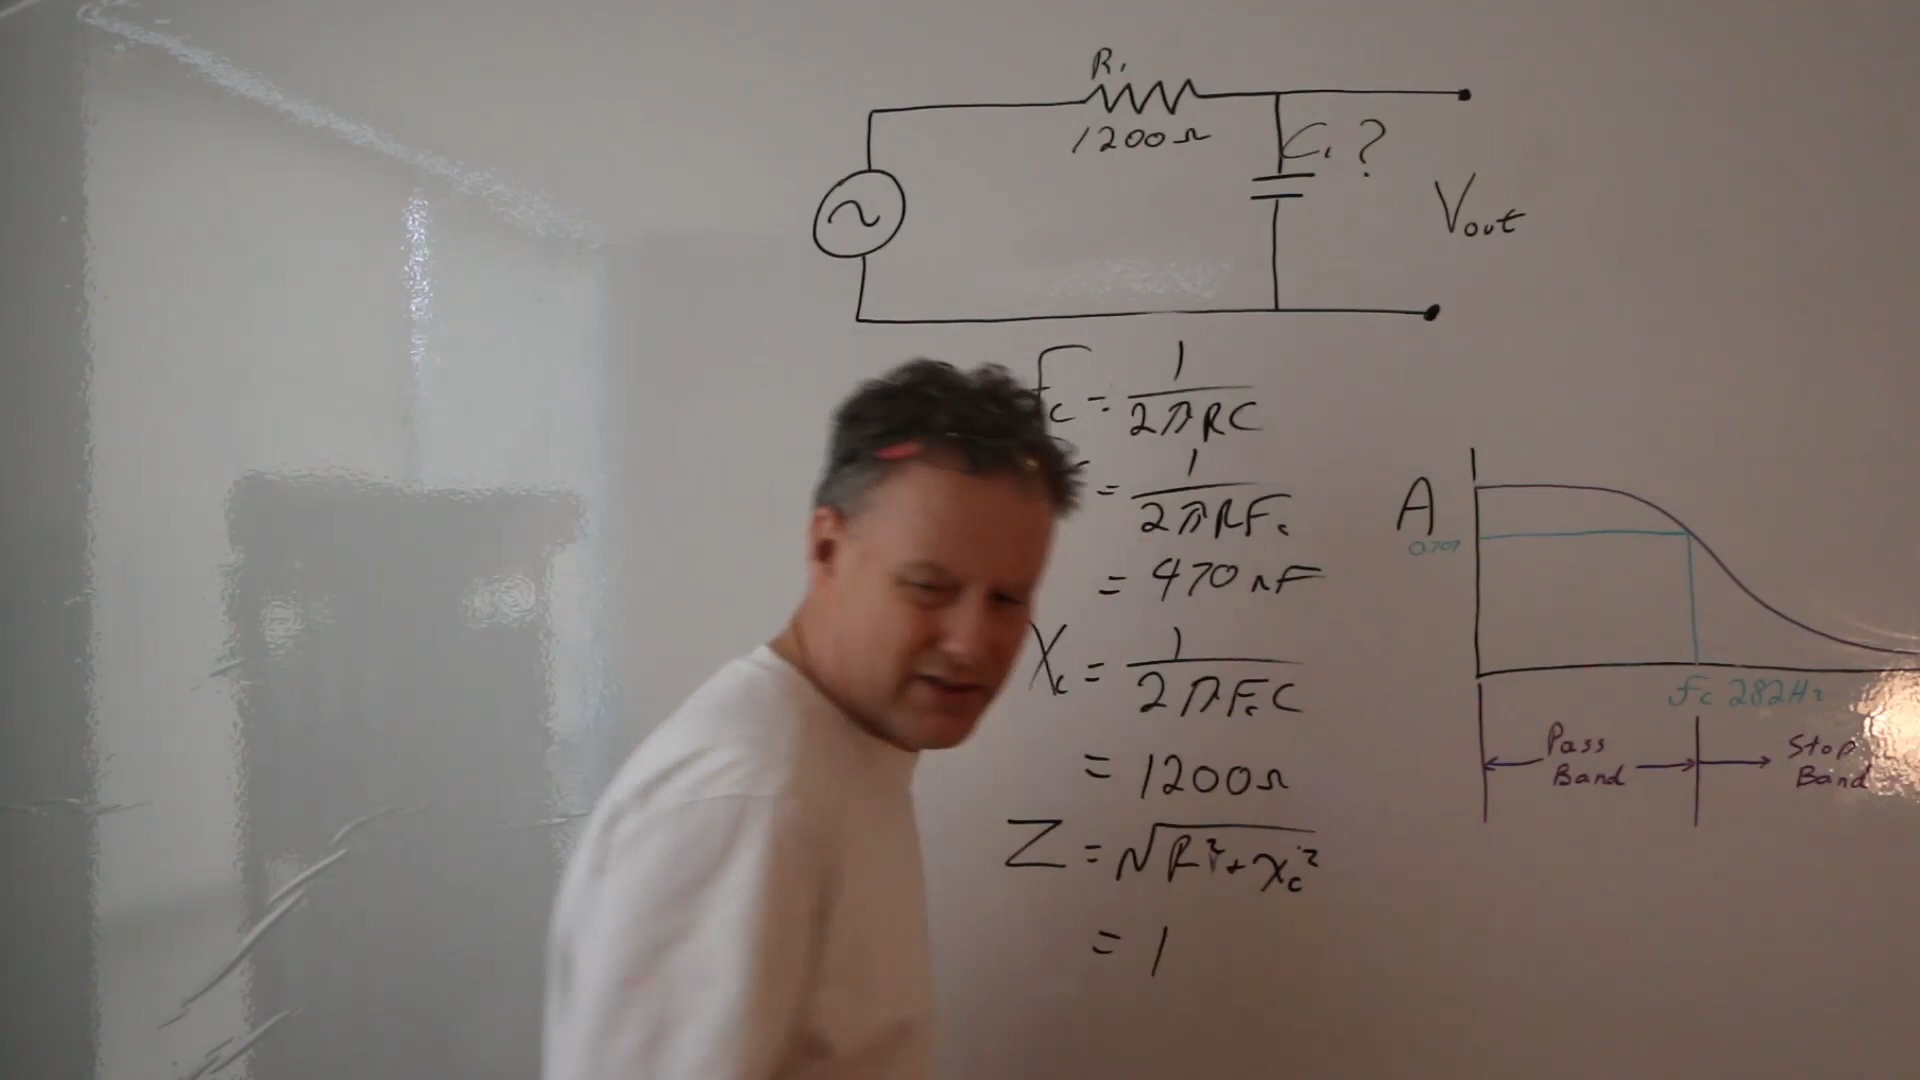 R₁
1200Ω
C₁ ?
Vout
fc = 1 / 2πRC
= 1 / 2πRFc
= 470 nF
Xc = 1 / 2πFcC
= 1200Ω
Z = √R² + Xc²
= 1
A
0.707
fc 282Hz
Pass Band
Stop Band